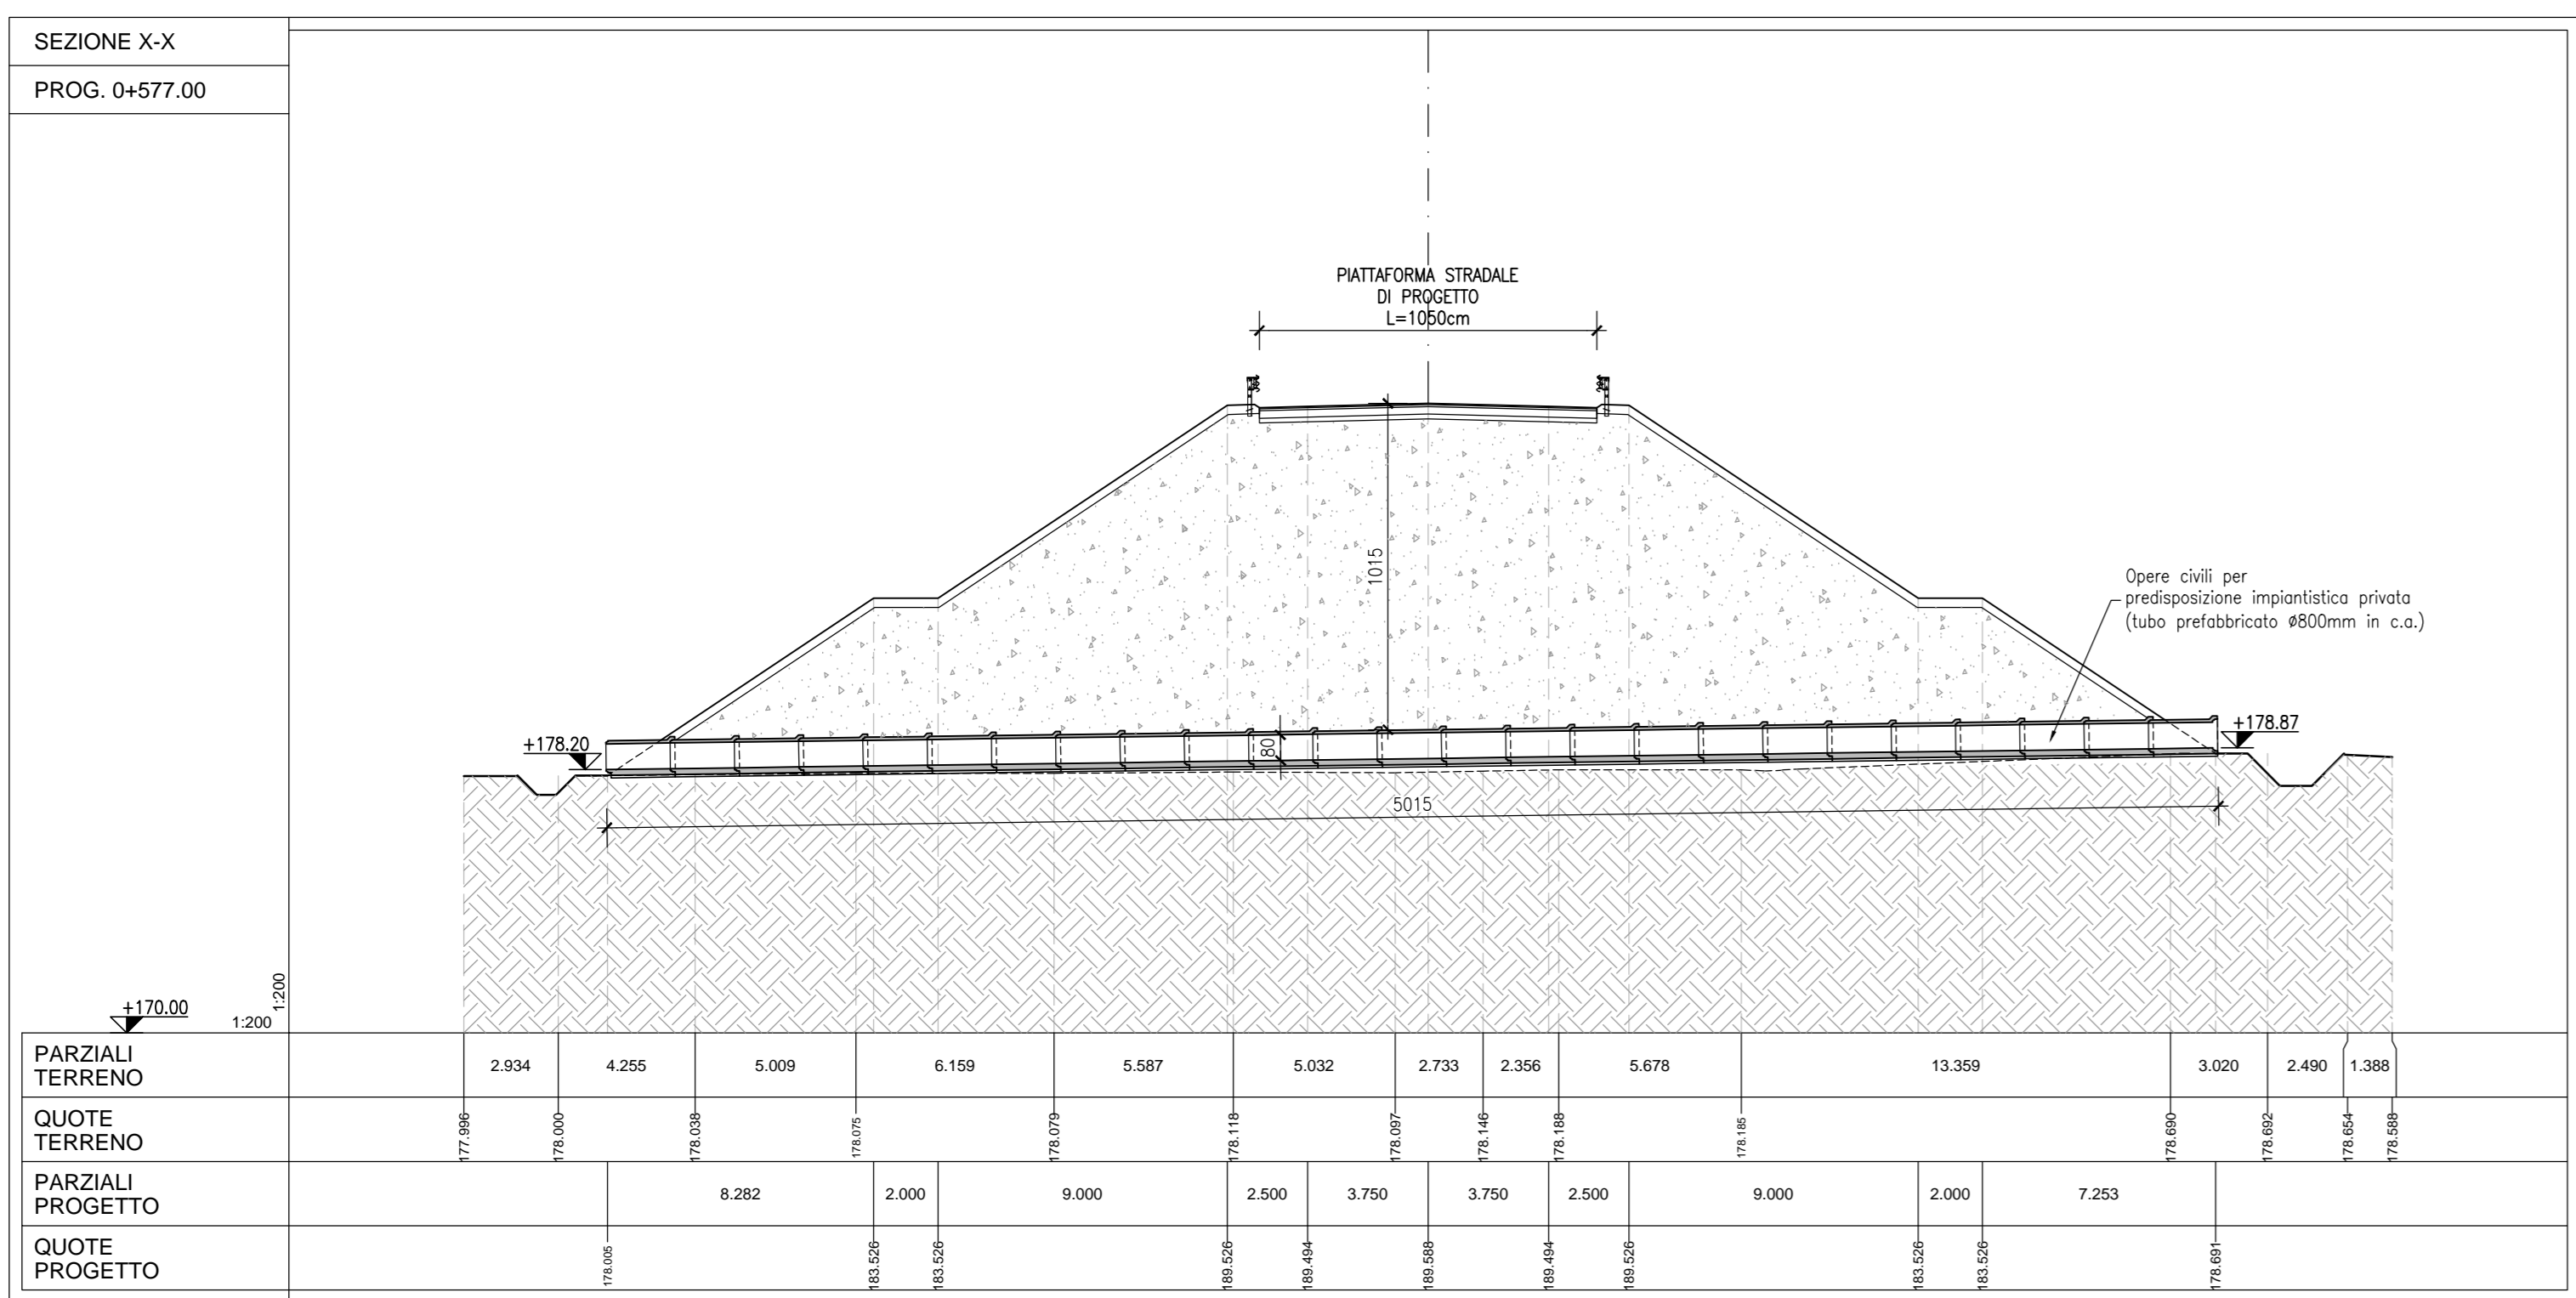 SEZIONE X-X
PROG. 0+577.00
PIATTAFORMA STRADALE
DI PROGETTO
L=1050cm
1015
Opere civili per
predisposizione impiantistica privata
(tubo prefabbricato Ø800mm in c.a.)
+178.20
+178.87
80
5015
+170.00
1:200
1:200
PARZIALI
TERRENO
2.934 4.255 5.009 6.159 5.587 5.032 2.733 2.356 5.678 13.359 3.020 2.490 1.388
QUOTE
TERRENO
177.996 178.000 178.038 178.075 178.079 178.118 178.097 178.146 178.188 178.185 178.690 178.692 178.654 178.588
PARZIALI
PROGETTO
8.282 2.000 9.000 2.500 3.750 3.750 2.500 9.000 2.000 7.253
QUOTE
PROGETTO
178.005 183.526 183.526 189.526 189.494 189.588 189.494 189.526 183.526 183.526 178.691